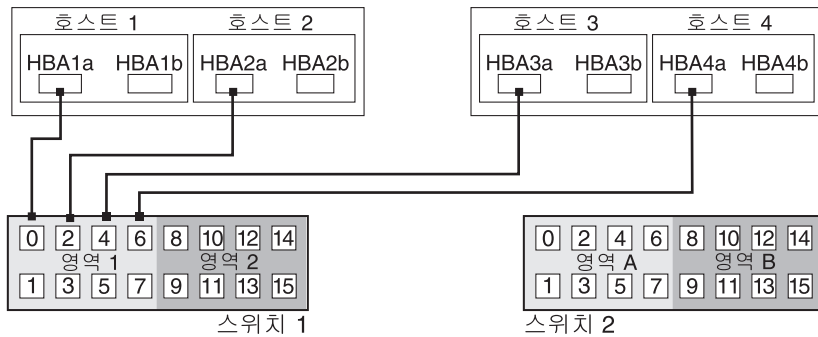 호스트 1 호스트 2 호스트 3 호스트 4
HBA1a HBA1b HBA2a HBA2b HBA3a HBA3b HBA4a HBA4b
0 2 4 6 8 10 12 14 0 2 4 6 8 10 12 14
영역 1 영역 2 영역 A 영역 B
1 3 5 7 9 11 13 15 1 3 5 7 9 11 13 15
스위치 1 스위치 2